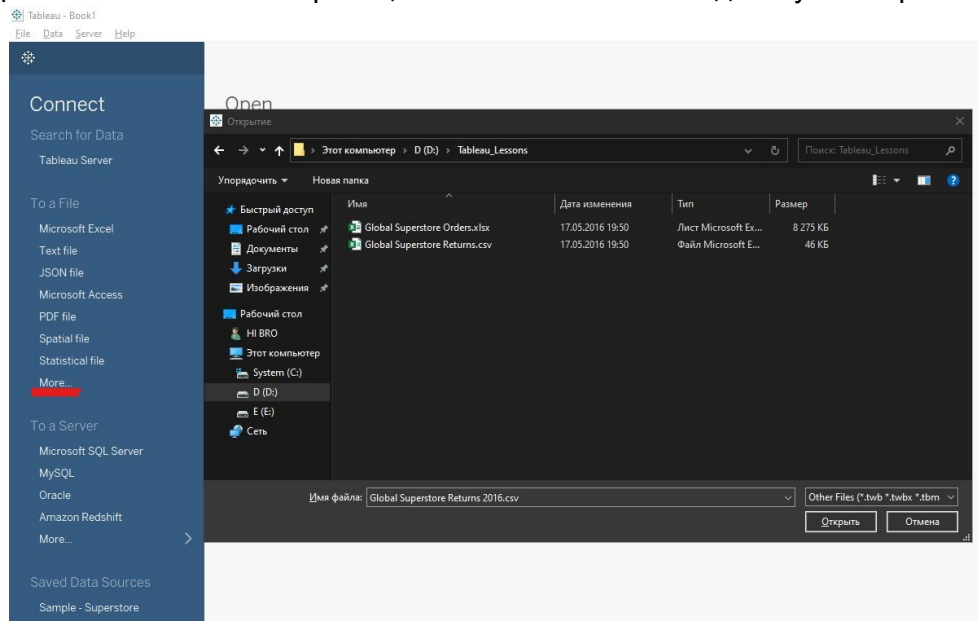 Tableau - Book1
File Data Server Help
Connect
Search for Data
Tableau Server
To a File
Microsoft Excel
Text file
JSON file
Microsoft Access
PDF file
Spatial file
Statistical file
More...
To a Server
Microsoft SQL Server
MySQL
Oracle
Amazon Redshift
More...
Saved Data Sources
Sample - Superstore
Open
Открытие
Этот компьютер > D (D:) > Tableau_Lessons
Поиск: Tableau_Lessons
Упорядочить Новая папка
Быстрый доступ
Рабочий стол
Документы
Загрузки
Изображения
Рабочий стол
HI BRO
Этот компьютер
System (C:)
D (D:)
E (E:)
Сеть
Имя Дата изменения Тип Размер
Global Superstore Orders.xlsx 17.05.2016 19:50 Лист Microsoft Ex... 8 275 КБ
Global Superstore Returns.csv 17.05.2016 19:50 Файл Microsoft E... 46 КБ
Имя файла: Global Superstore Returns 2016.csv
Other Files (*.twb *.twbx *.tbm
Открыть Отмена